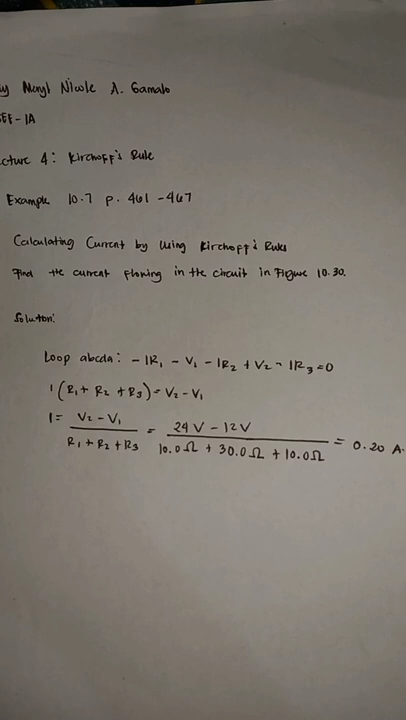 y Meryl Nicole A. Gamalo
EE-1A
cture 4: Kirchoff's Rule
Example 10.7 p. 461-467
Calculating Current by Using Kirchoff's Rules
Find the current flowing in the circuit in Figure 10.30.
Solution:
Loop abcda: - IR₁ - V₁ - IR₂ + V₂ - IR₃ = 0
I (R₁ + R₂ + R₃) = V₂ - V₁
I = V₂ - V₁ / R₁ + R₂ + R₃ = 24 V - 12 V / 10.0 Ω + 30.0 Ω + 10.0 Ω = 0.20 A.